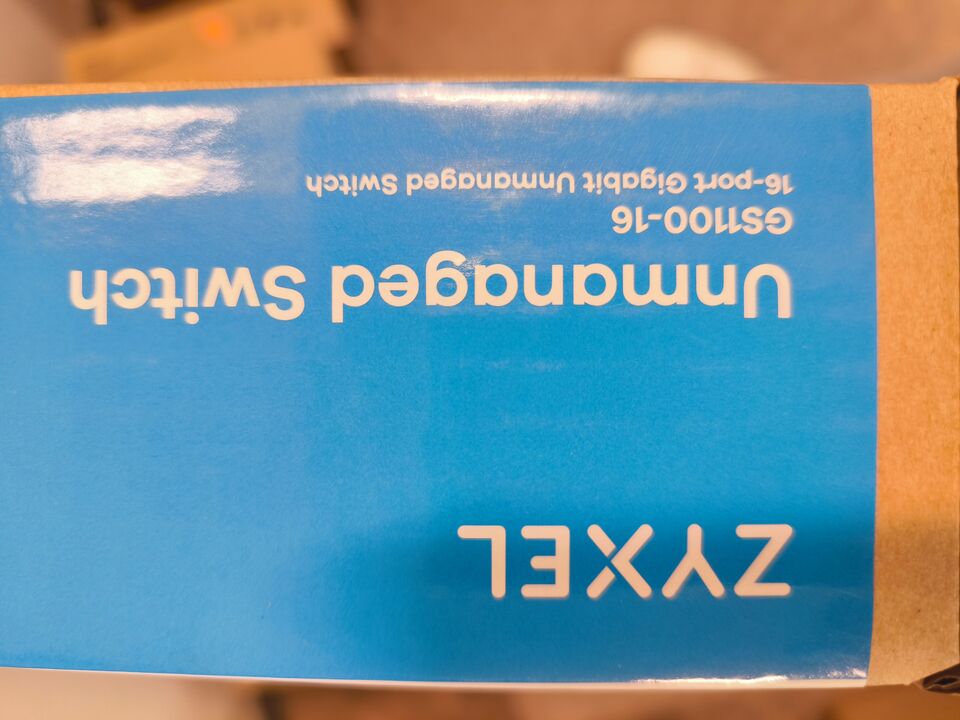 ZYXEL
Unmanaged Switch
GS1100-16
16-port Gigabit Unmanaged Switch